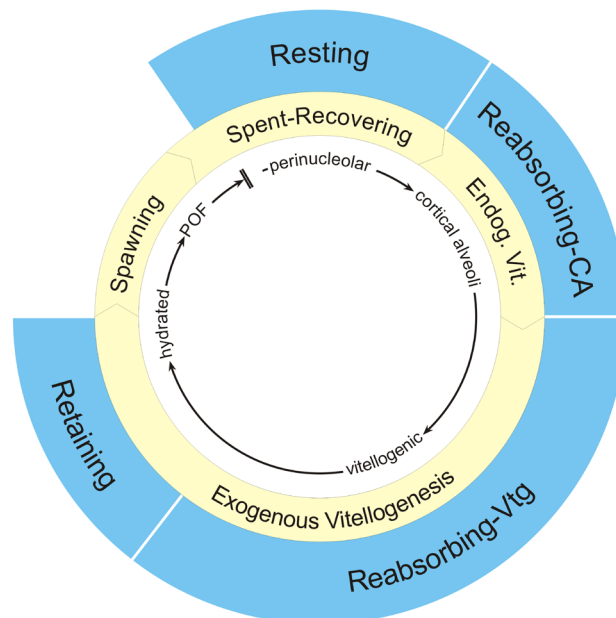 Resting
Reabsorbing-CA
Reabsorbing-Vtg
Retaining
Spent-Recovering
Endog. Vit.
Exogenous Vitellogenesis
Spawning
-perinucleolar
cortical alveoli
vitellogenic
hydrated
POF